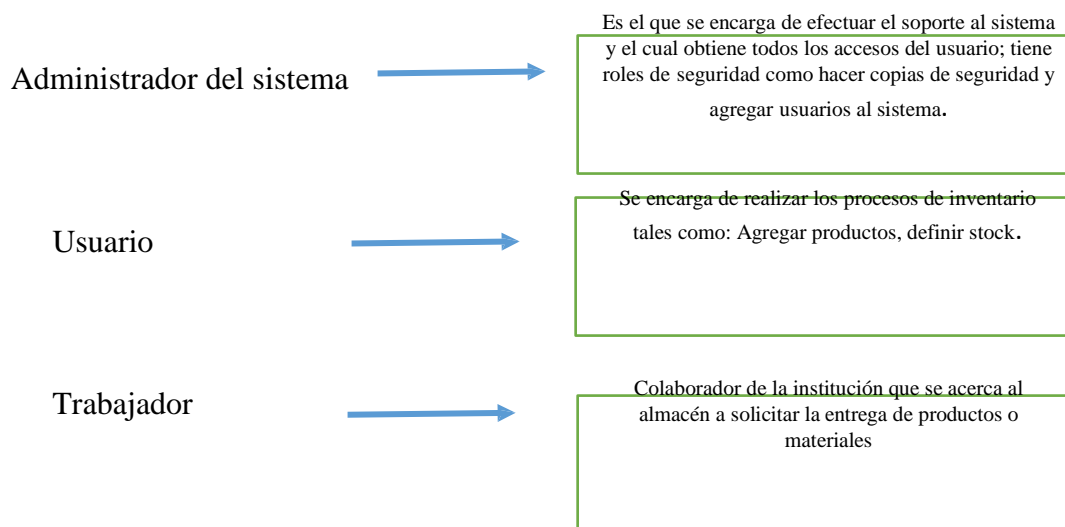 Administrador del sistema
Es el que se encarga de efectuar el soporte al sistema
y el cual obtiene todos los accesos del usuario; tiene
roles de seguridad como hacer copias de seguridad y
agregar usuarios al sistema.
Usuario
Se encarga de realizar los procesos de inventario
tales como: Agregar productos, definir stock.
Trabajador
Colaborador de la institución que se acerca al
almacén a solicitar la entrega de productos o
materiales